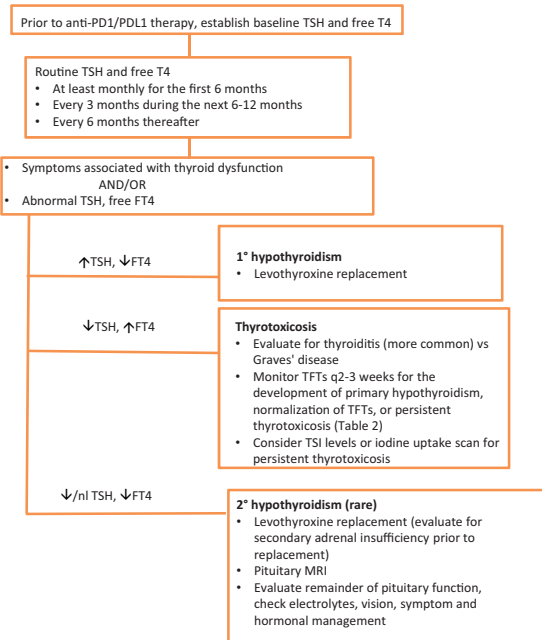 Prior to anti-PD1/PDL1 therapy, establish baseline TSH and free T4
Routine TSH and free T4
• At least monthly for the first 6 months
• Every 3 months during the next 6-12 months
• Every 6 months thereafter
• Symptoms associated with thyroid dysfunction
AND/OR
• Abnormal TSH, free FT4
↑TSH, ↓FT4
1° hypothyroidism
• Levothyroxine replacement
↓TSH, ↑FT4
Thyrotoxicosis
• Evaluate for thyroiditis (more common) vs
Graves' disease
• Monitor TFTs q2-3 weeks for the
development of primary hypothyroidism,
normalization of TFTs, or persistent
thyrotoxicosis (Table 2)
• Consider TSI levels or iodine uptake scan for
persistent thyrotoxicosis
↓/nl TSH, ↓FT4
2° hypothyroidism (rare)
• Levothyroxine replacement (evaluate for
secondary adrenal insufficiency prior to
replacement)
• Pituitary MRI
• Evaluate remainder of pituitary function,
check electrolytes, vision, symptom and
hormonal management